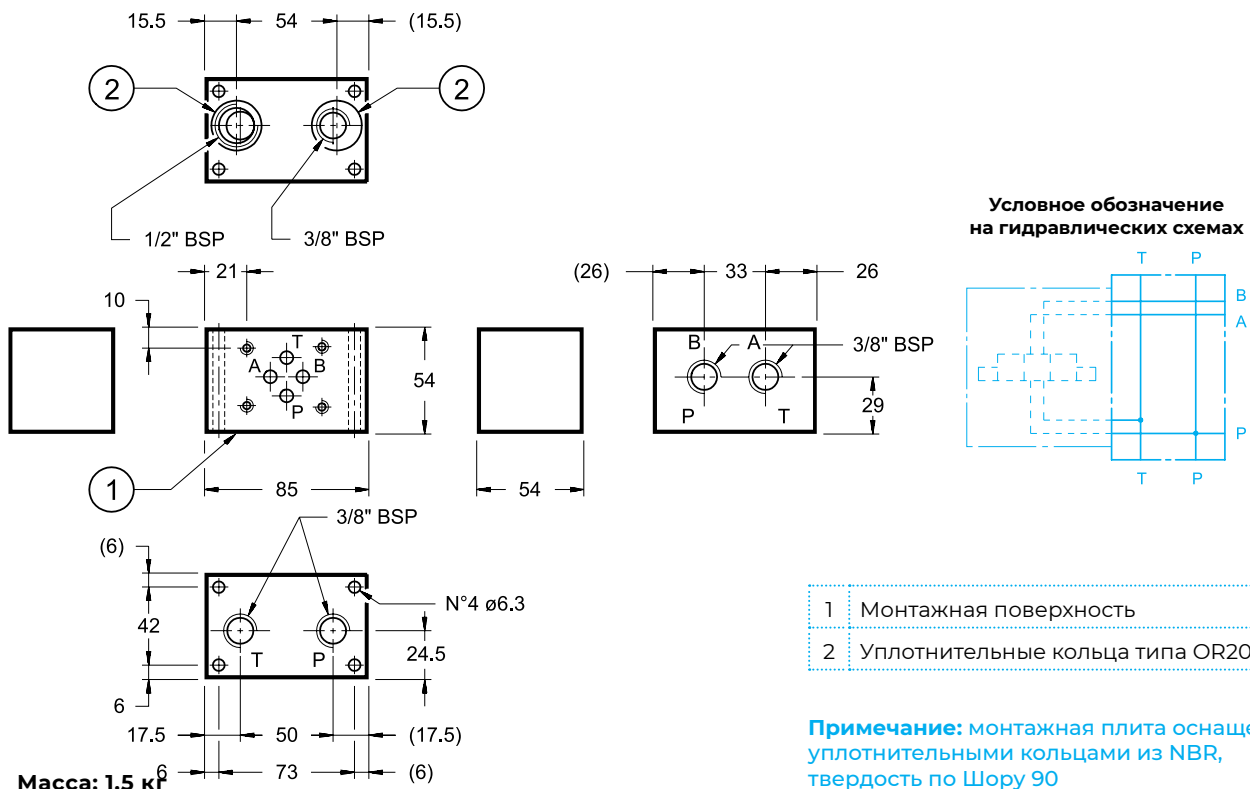 15.5 54 (15.5)
2 2
1/2" BSP 3/8" BSP
21
10
T
A B
P
54
1
85
54
(26) 33 26
B A
3/8" BSP
P T
29
Условное обозначение
на гидравлических схемах
T P
B
A
P
T P
3/8" BSP
(6)
42
N°4 ø6.3
T P
24.5
6
17.5 50 (17.5)
6 73 (6)
Масса: 1.5 кг
1 Монтажная поверхность
2 Уплотнительные кольца типа OR20
Примечание: монтажная плита оснаще
уплотнительными кольцами из NBR,
твердость по Шору 90